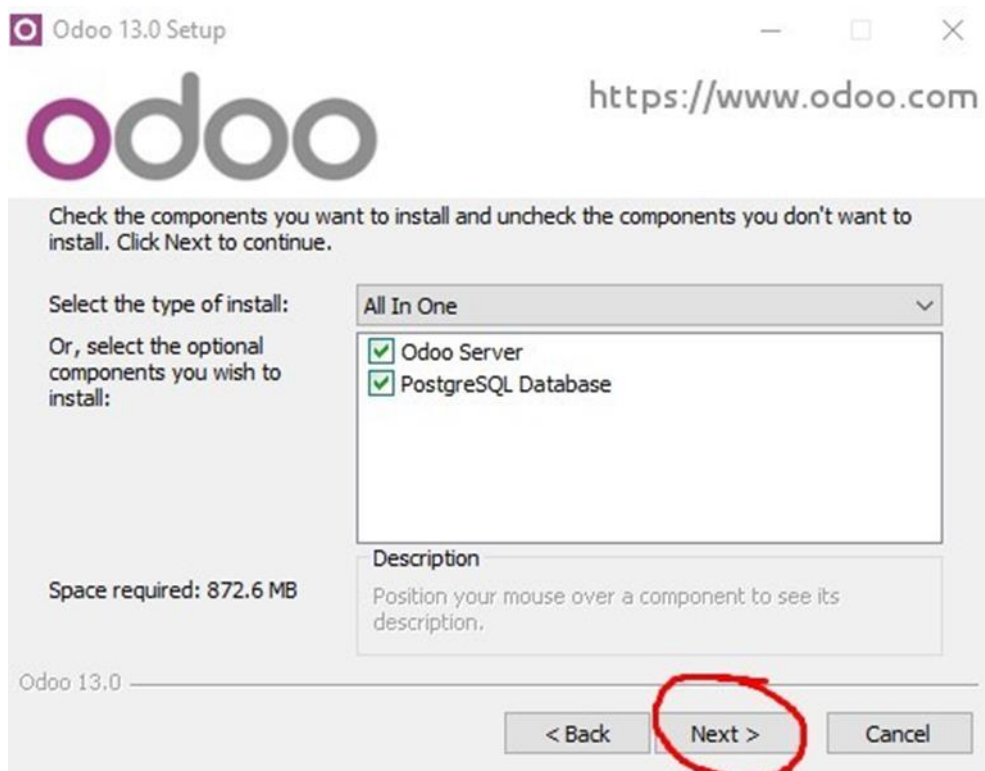 Odoo 13.0 Setup
odoo
https://www.odoo.com
Check the components you want to install and uncheck the components you don't want to
install. Click Next to continue.
Select the type of install:
All In One
Or, select the optional
components you wish to
install:
Odoo Server
PostgreSQL Database
Space required: 872.6 MB
Description
Position your mouse over a component to see its
description.
Odoo 13.0
< Back
Next >
Cancel